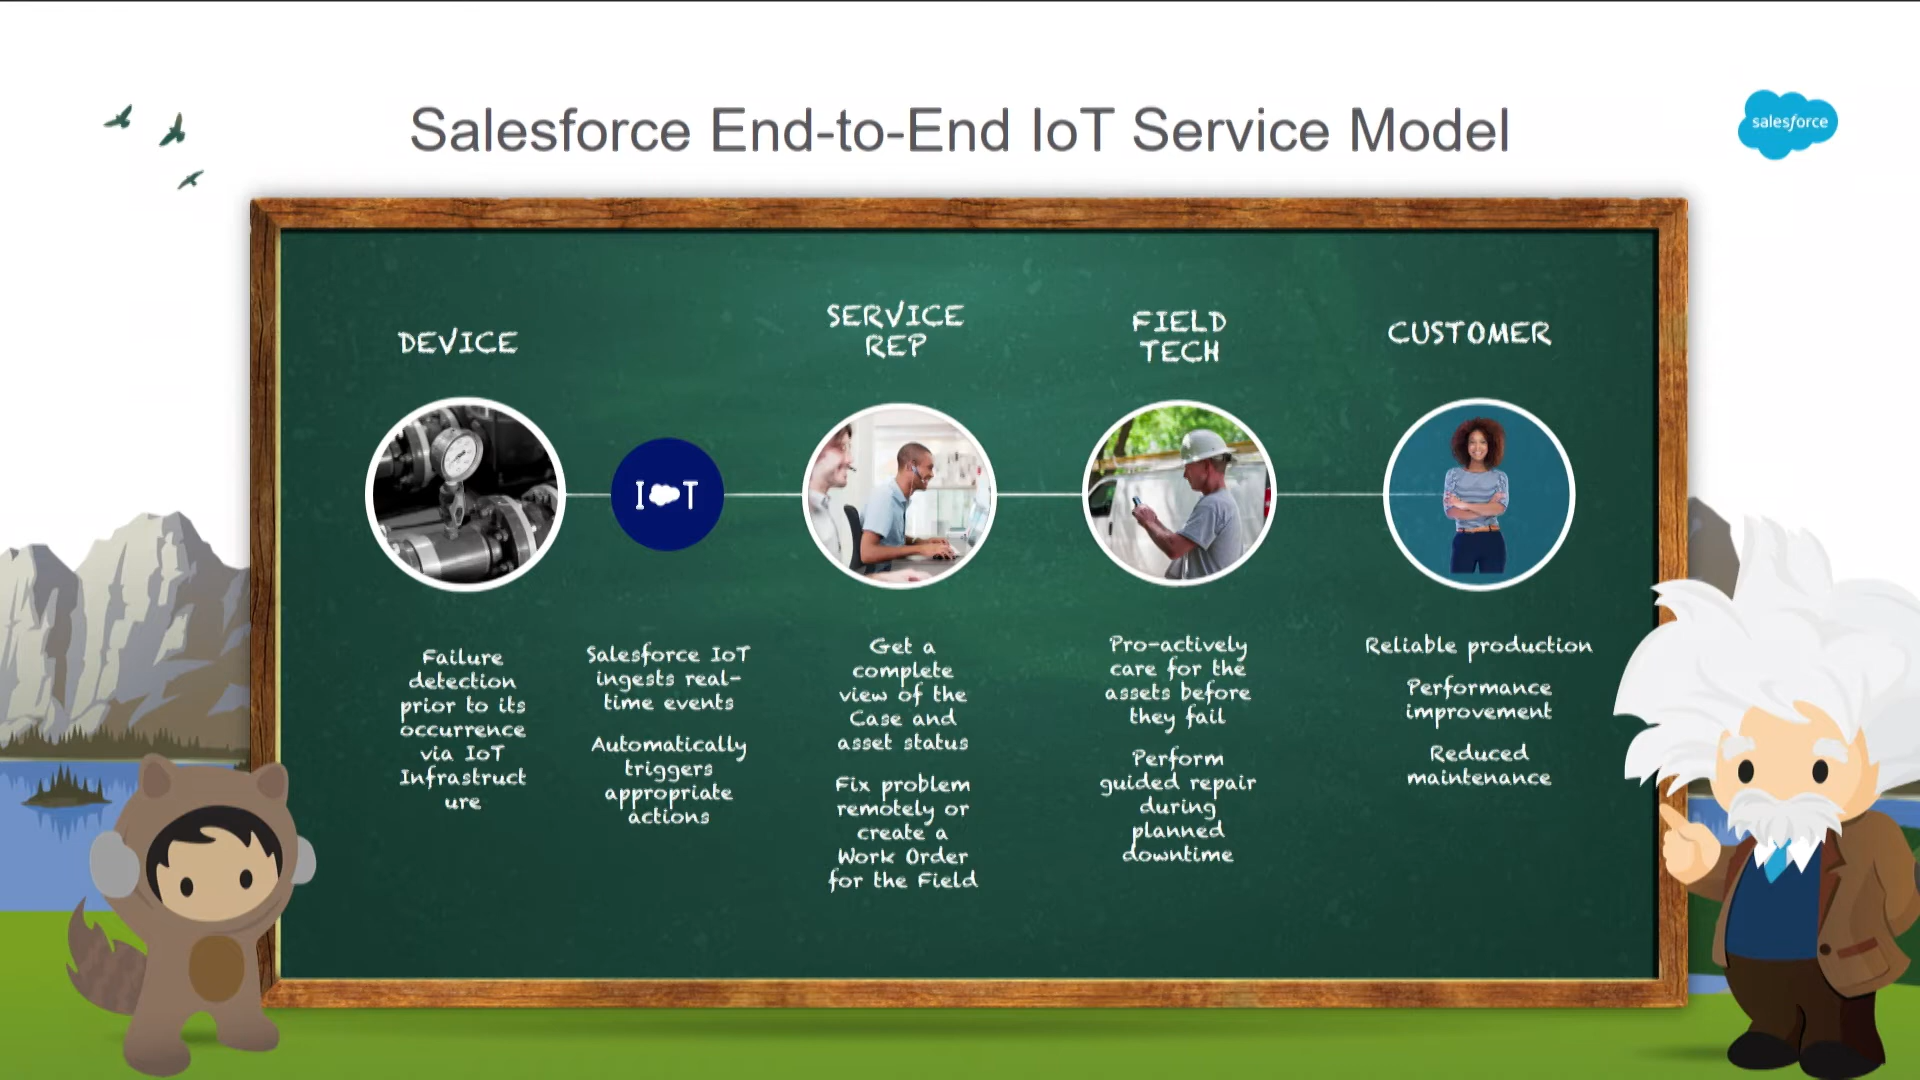 Salesforce End-to-End IoT Service Model
salesforce
DEVICE
SERVICE
REP
FIELD
TECH
CUSTOMER
IoT
Failure
detection
prior to its
occurrence
via IoT
Infrastruct
ure
Salesforce IoT
ingests real-
time events
Automatically
triggers
appropriate
actions
Get a
complete
view of the
Case and
asset status
Fix problem
remotely or
create a
Work Order
for the Field
Pro-actively
care for the
assets before
they fail
Perform
guided repair
during
planned
downtime
Reliable production
Performance
improvement
Reduced
maintenance